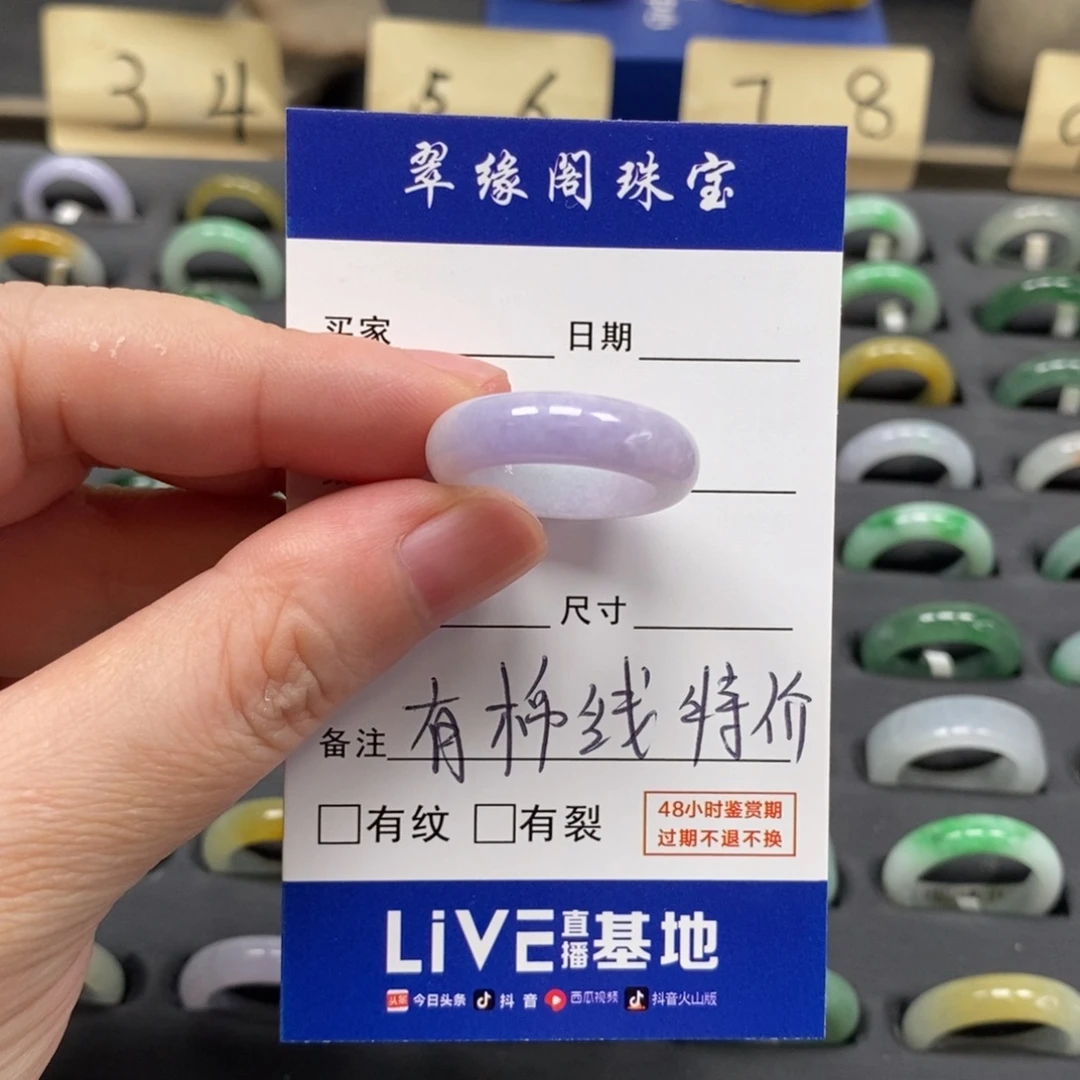 3 4
5 6
7 8
9
翠缘阁珠宝
买家 日期
尺寸
备注 有棉线 特价
有纹 有裂
48小时鉴赏期
过期不退不换
LiVE直播基地
头条 今日头条 抖音 西瓜视频 抖音火山版